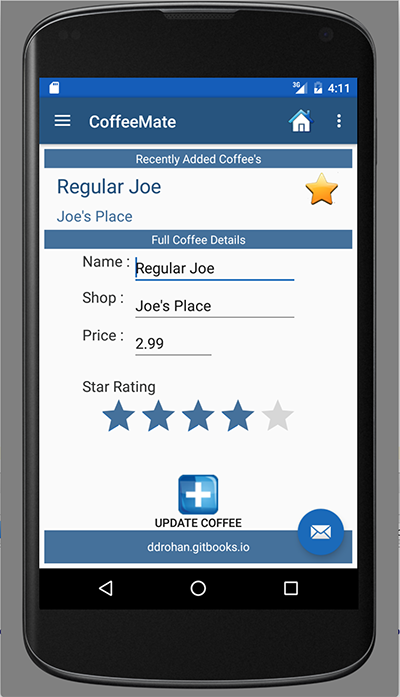 3G 4:11
CoffeeMate
Recently Added Coffee's
Regular Joe
Joe's Place
Full Coffee Details
Name : Regular Joe
Shop : Joe's Place
Price : 2.99
Star Rating
UPDATE COFFEE
ddrohan.gitbooks.io